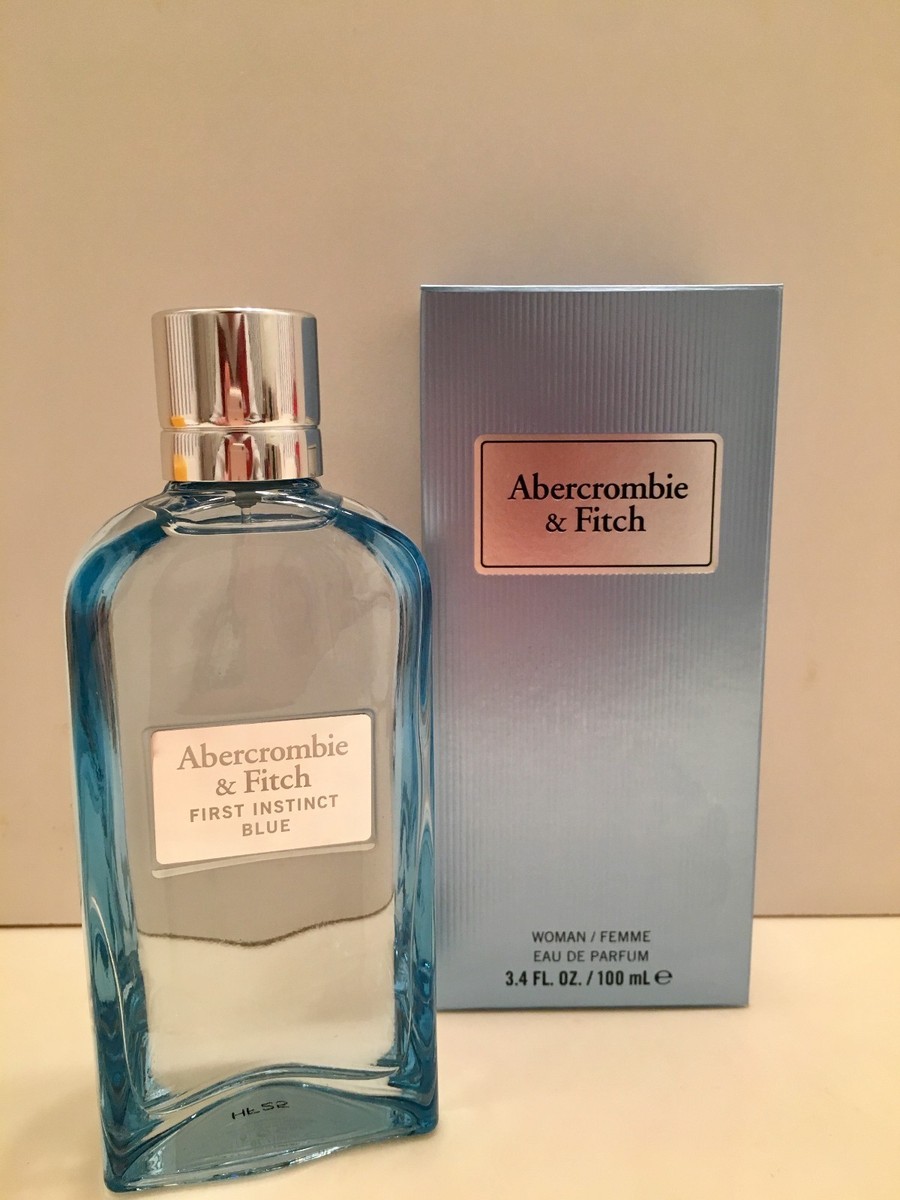 Abercrombie
& Fitch
FIRST INSTINCT
BLUE
Abercrombie
& Fitch
WOMAN / FEMME
EAU DE PARFUM
3.4 FL. OZ. / 100 mL ℮